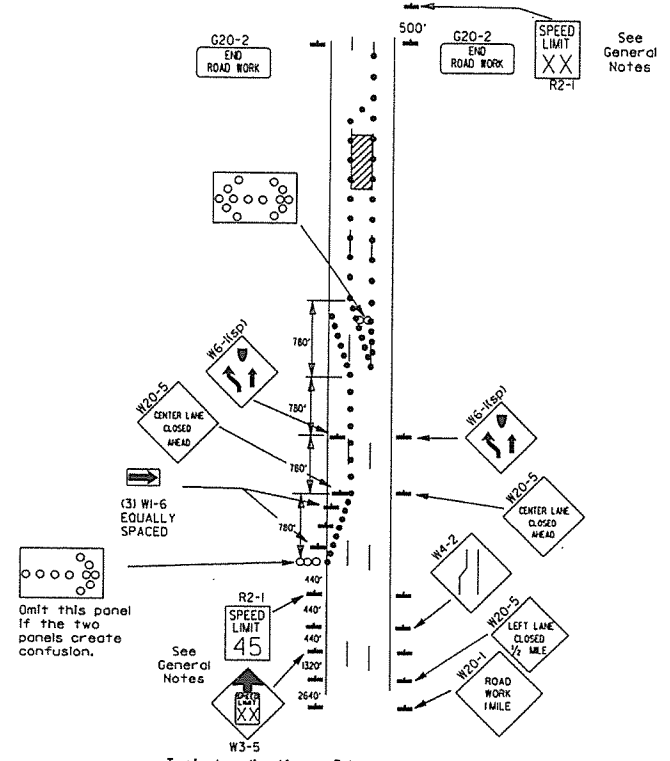 500'
G20-2
END
ROAD WORK
G20-2
END
ROAD WORK
SPEED
LIMIT
XX
R2-1
See
General
Notes
780'
W6-1(sp)
780'
W20-5
CENTER LANE
CLOSED
AHEAD
W6-1(sp)
780'
(3) W1-6
EQUALLY
SPACED
780'
W20-5
CENTER LANE
CLOSED
AHEAD
Omit this panel
if the two
panels create
confusion.
440'
R2-1
SPEED
LIMIT
45
440'
440'
1320'
2640'
W4-2
W20-5
LEFT LANE
CLOSED
1/2 MILE
W20-1
ROAD
WORK
1 MILE
See
General
Notes
SPEED
LIMIT
XX
W3-5